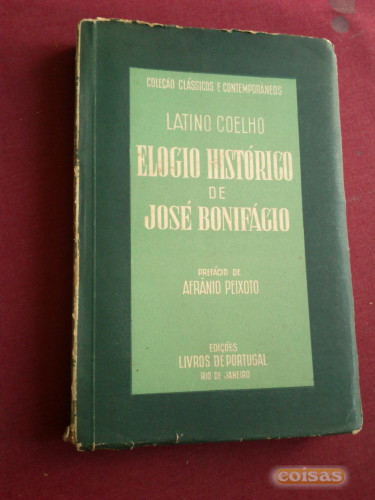 COLEÇÃO CLÁSSICOS E CONTEMPORÂNEOS
LATINO COELHO
ELOGIO HISTÓRICO
DE
JOSÉ BONIFÁCIO
PREFÁCIO DE
AFRÂNIO PEIXOTO
EDIÇÕES
LIVROS DE PORTUGAL
RIO DE JANEIRO
coisas